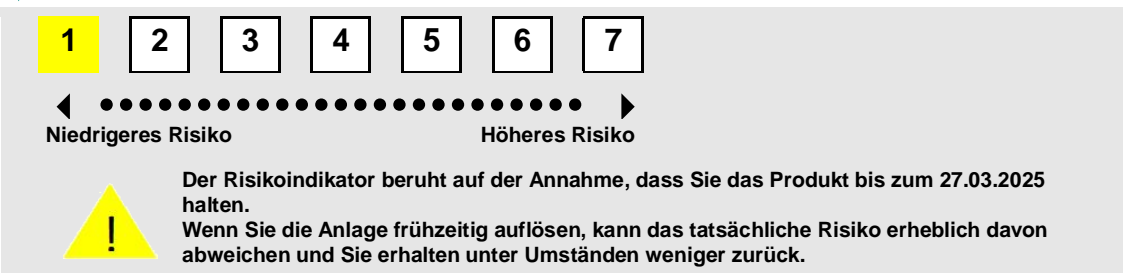 1 2 3 4 5 6 7
Niedrigeres Risiko Höheres Risiko
Der Risikoindikator beruht auf der Annahme, dass Sie das Produkt bis zum 27.03.2025
halten.
! Wenn Sie die Anlage frühzeitig auflösen, kann das tatsächliche Risiko erheblich davon
abweichen und Sie erhalten unter Umständen weniger zurück.